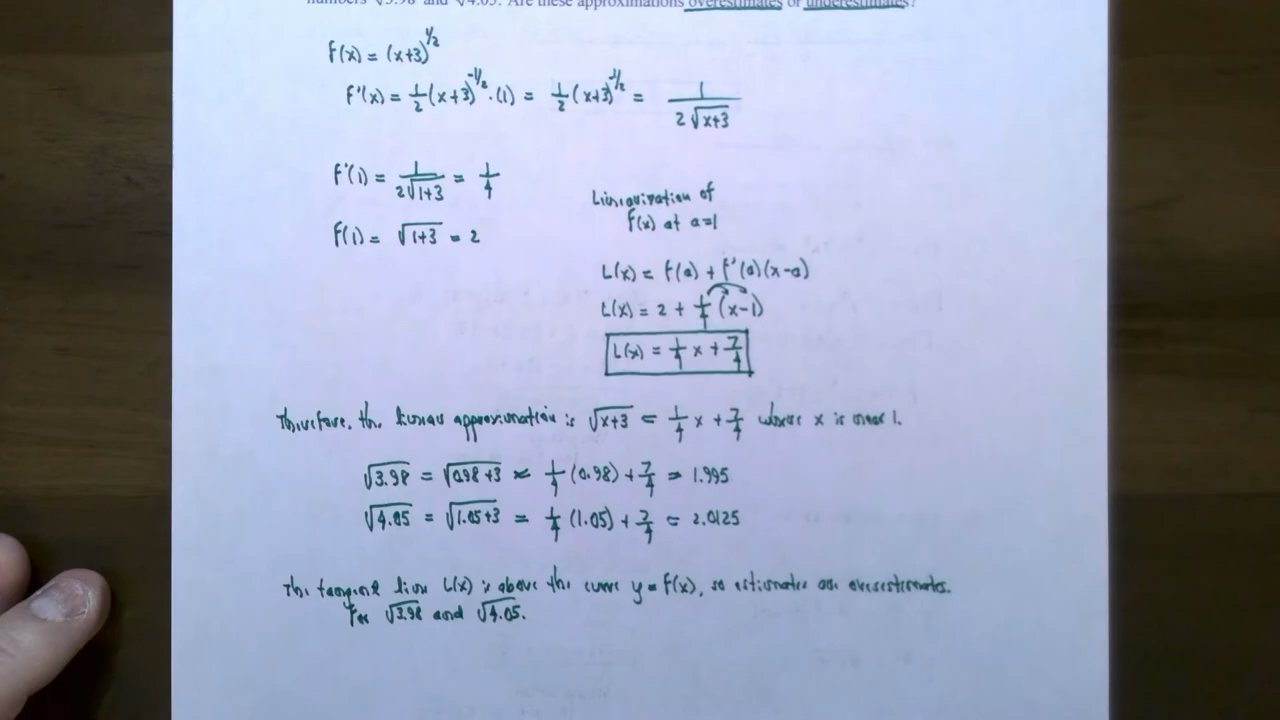 numbers √3.98 and √4.05. Are these approximations overestimates or underestimates?
f(x) = (x+3)^1/2
f'(x) = 1/2 (x+3)^-1/2 · (1) = 1/2 (x+3)^-1/2 = 1/(2√(x+3))
f'(1) = 1/(2√(1+3)) = 1/4
f(1) = √(1+3) = 2
Linearization of
f(x) at a=1
L(x) = f(a) + f'(a)(x-a)
L(x) = 2 + 1/4 (x-1)
L(x) = 1/4 x + 7/4
Therefore, the linear approximation is √(x+3) ≈ 1/4 x + 7/4 where x is near 1.
√3.98 = √(0.98+3) ≈ 1/4 (0.98) + 7/4 = 1.995
√4.05 = √(1.05+3) = 1/4 (1.05) + 7/4 = 2.0125
The tangent line L(x) is above the curve y = f(x), so estimates are overestimates.
For √3.98 and √4.05.